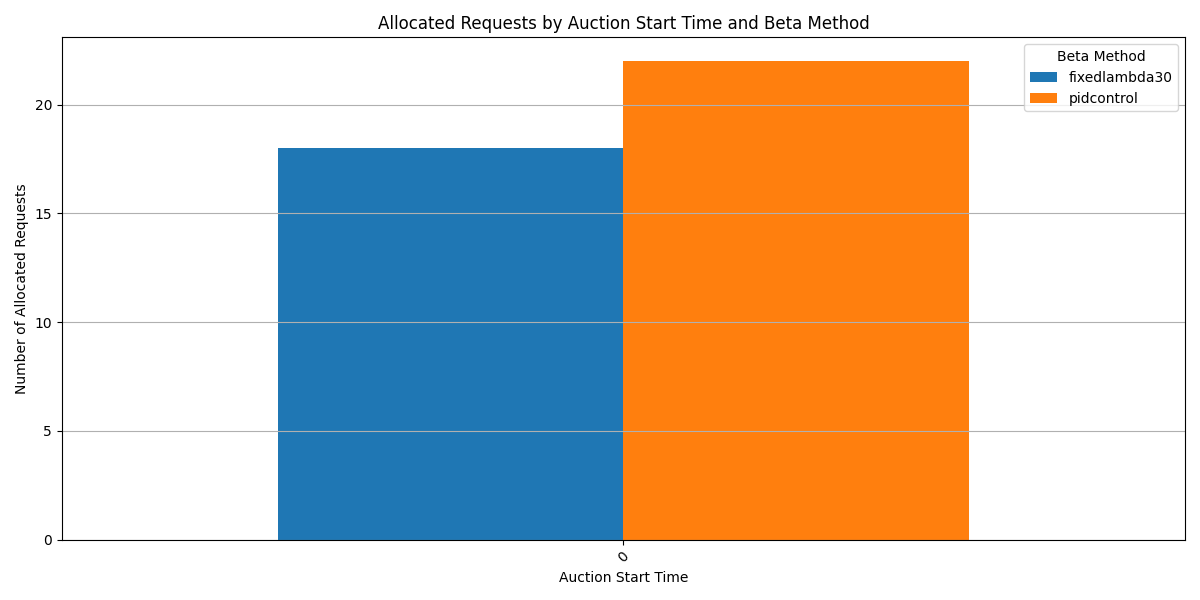 Allocated Requests by Auction Start Time and Beta Method
Beta Method
fixedlambda30
pidcontrol
Number of Allocated Requests
20
15
10
5
0
0
Auction Start Time